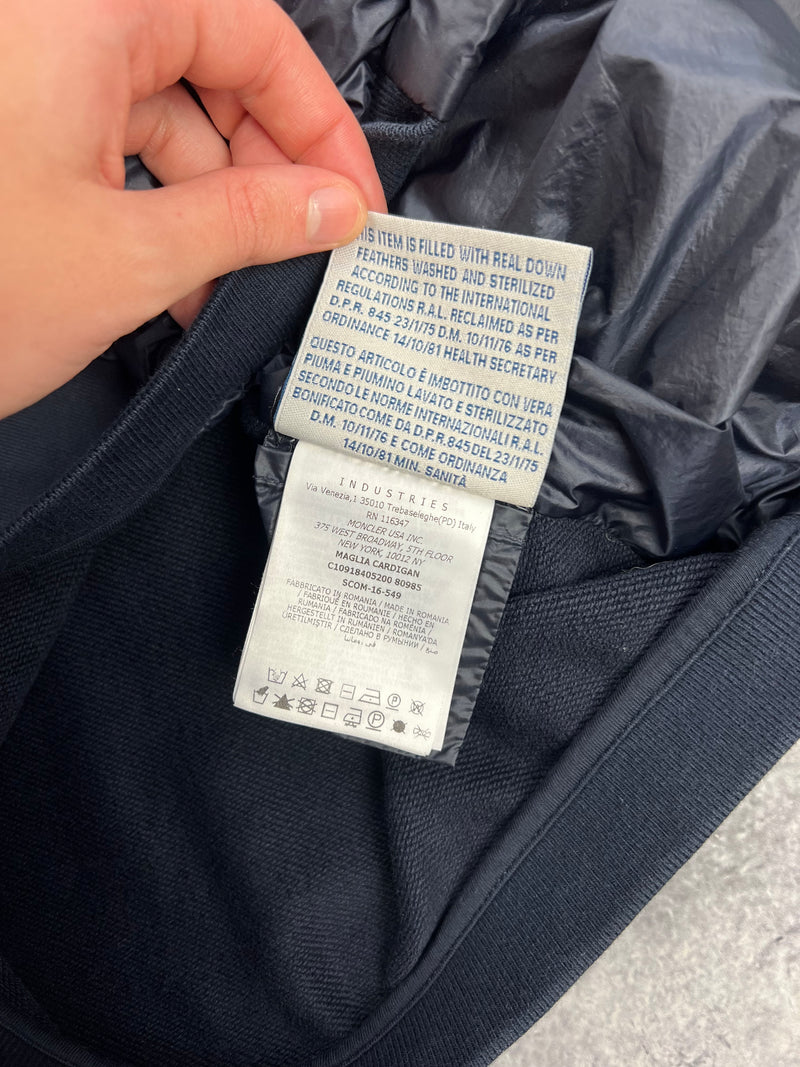 THIS ITEM IS FILLED WITH REAL DOWN
FEATHERS WASHED AND STERILIZED
ACCORDING TO THE INTERNATIONAL
REGULATIONS R.A.L. RECLAIMED AS PER
D.P.R. 845-23/1/75 D.M. 10/11/76 AS PER
ORDINANCE 14/10/81 HEALTH SECRETARY
QUESTO ARTICOLO È IMBOTTITO CON VERA
PIUMA E PIUMINO LAVATO E STERILIZZATO
SECONDO LE NORME INTERNAZIONALI R.A.L.
BONIFICATO COME DA D.P.R. 845 DEL 23/1/75
D.M. 10/11/76 E COME ORDINANZA
14/10/81 MIN. SANITÀ
INDUSTRIES
Via Venezia,1 35010 Trebaseleghe(PD) Italy
RN 116347
MONCLER USA INC.
375 WEST BROADWAY, 5TH FLOOR
NEW YORK, 10012 NY
MAGLIA CARDIGAN
C10918405200 8098S
SCOM-16-549
FABBRICATO IN ROMANIA / MADE IN ROMANIA
/ FABRIQUÉ EN ROUMANIE / HECHO EN
RUMANIA / FABRICADO NA ROMÉNIA /
HERGESTELLT IN RUMÄNIEN / ROMANYA'DA
ÜRETILMIŞTIR / СДЕЛАНО В РУМЫНИИ /